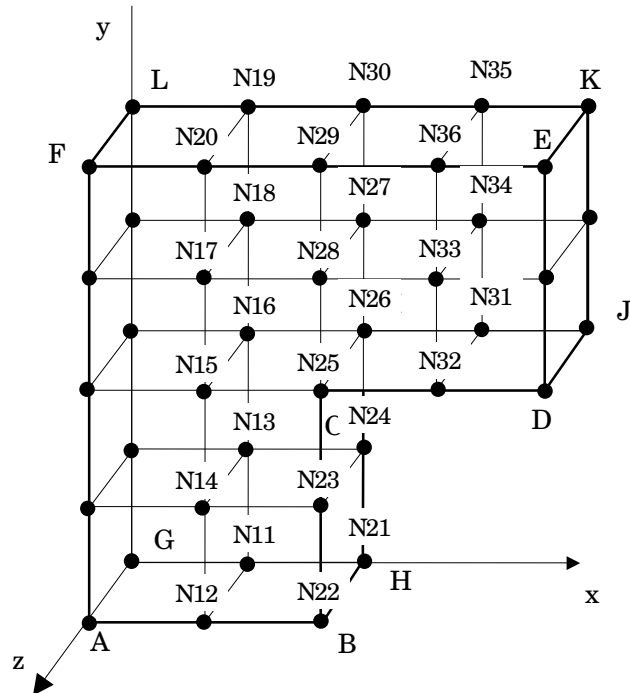 y
L N19 N30 N35 K
F N20 N29 N36 E
N18 N27 N34
N17 N28 N33
N16 N26 N31 J
N15 N25 N32
C N24 D
N13
N14 N23
G N11 N21
H x
N12 N22
z A B